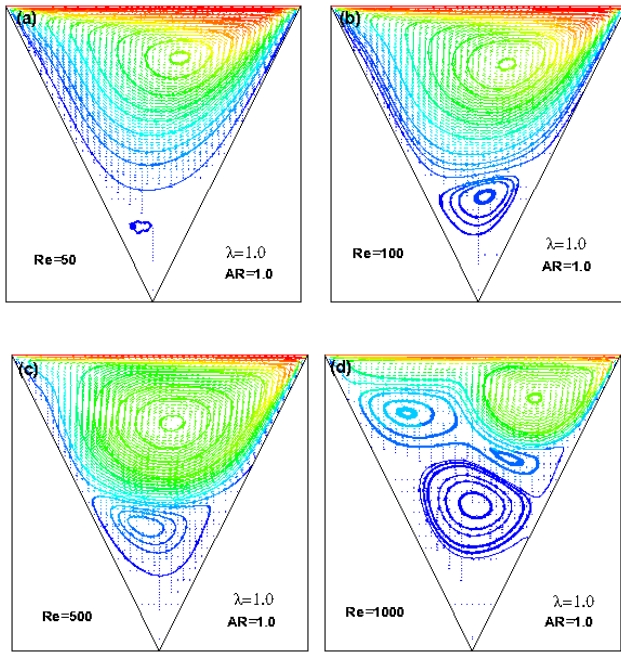 (a)
Re=50
λ=1.0
AR=1.0
(b)
Re=100
λ=1.0
AR=1.0
(c)
Re=500
λ=1.0
AR=1.0
(d)
Re=1000
λ=1.0
AR=1.0